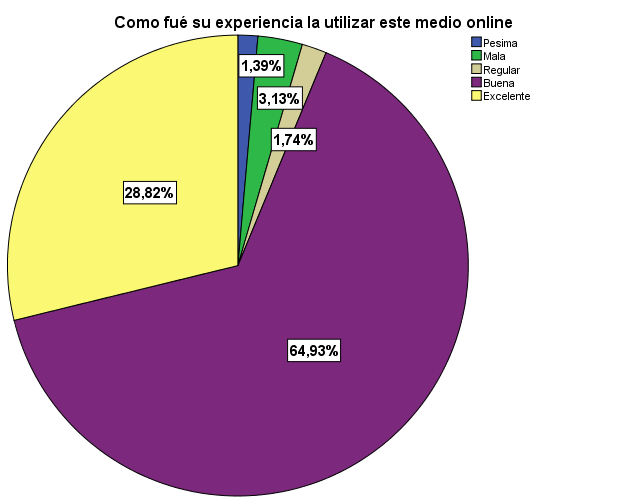 Como fué su experiencia la utilizar este medio online
Pesima
Mala
Regular
Buena
Excelente
1,39%
3,13%
1,74%
28,82%
64,93%